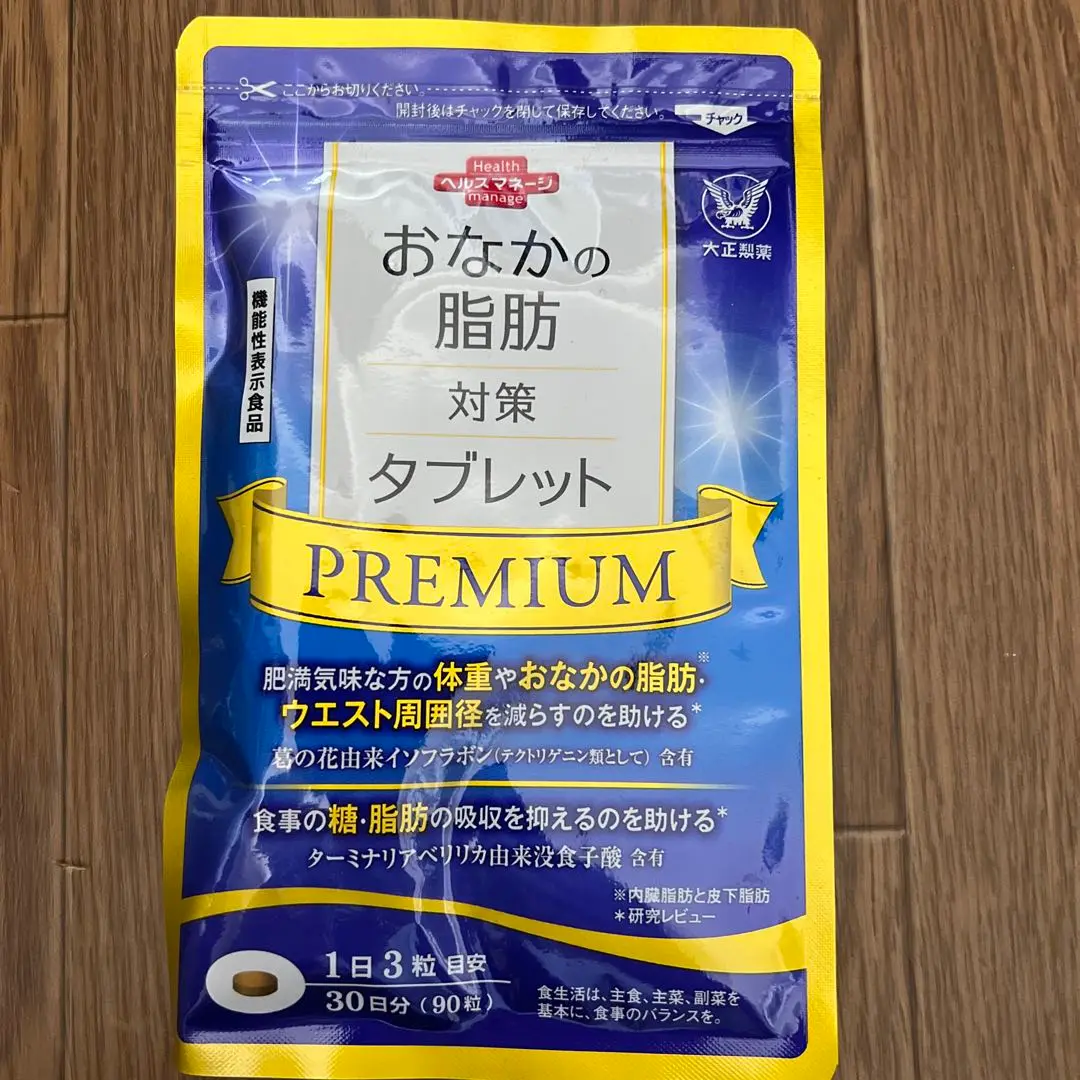 ここからお切りください。
開封後はチャックを閉じて保存してください。
チャック
Health
ヘルスマネージ
manage
大正製薬
おなかの
脂肪
対策
タブレット
機能性表示食品
PREMIUM
肥満気味な方の体重やおなかの脂肪※・
ウエスト周囲径を減らすのを助ける*
葛の花由来イソフラボン(テクトリゲニン類として) 含有
食事の糖・脂肪の吸収を抑えるのを助ける*
ターミナリアベリリカ由来没食子酸 含有
※内臓脂肪と皮下脂肪
*研究レビュー
1日3粒 目安
30日分(90粒)
食生活は、主食、主菜、副菜を
基本に、食事のバランスを。